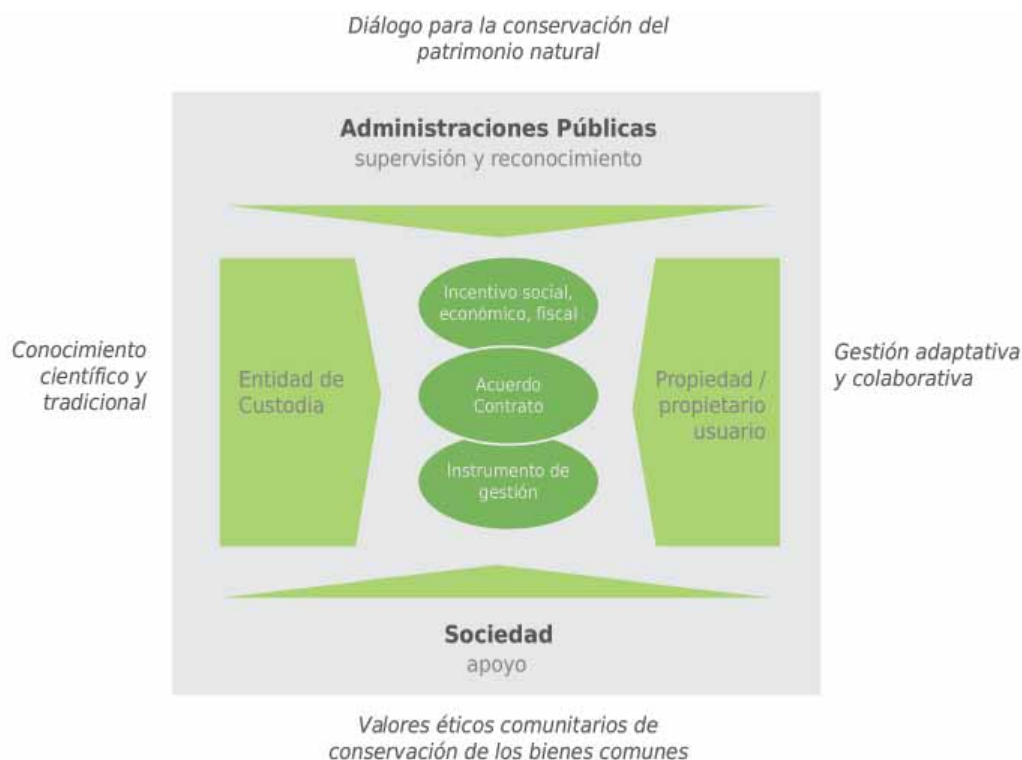 Diálogo para la conservación del
patrimonio natural
Administraciones Públicas
supervisión y reconocimiento
Incentivo social,
económico, fiscal
Conocimiento
científico y
tradicional
Entidad de
Custodia
Acuerdo
Contrato
Propiedad /
propietario
usuario
Gestión adaptativa
y colaborativa
Instrumento de
gestión
Sociedad
apoyo
Valores éticos comunitarios de
conservación de los bienes comunes